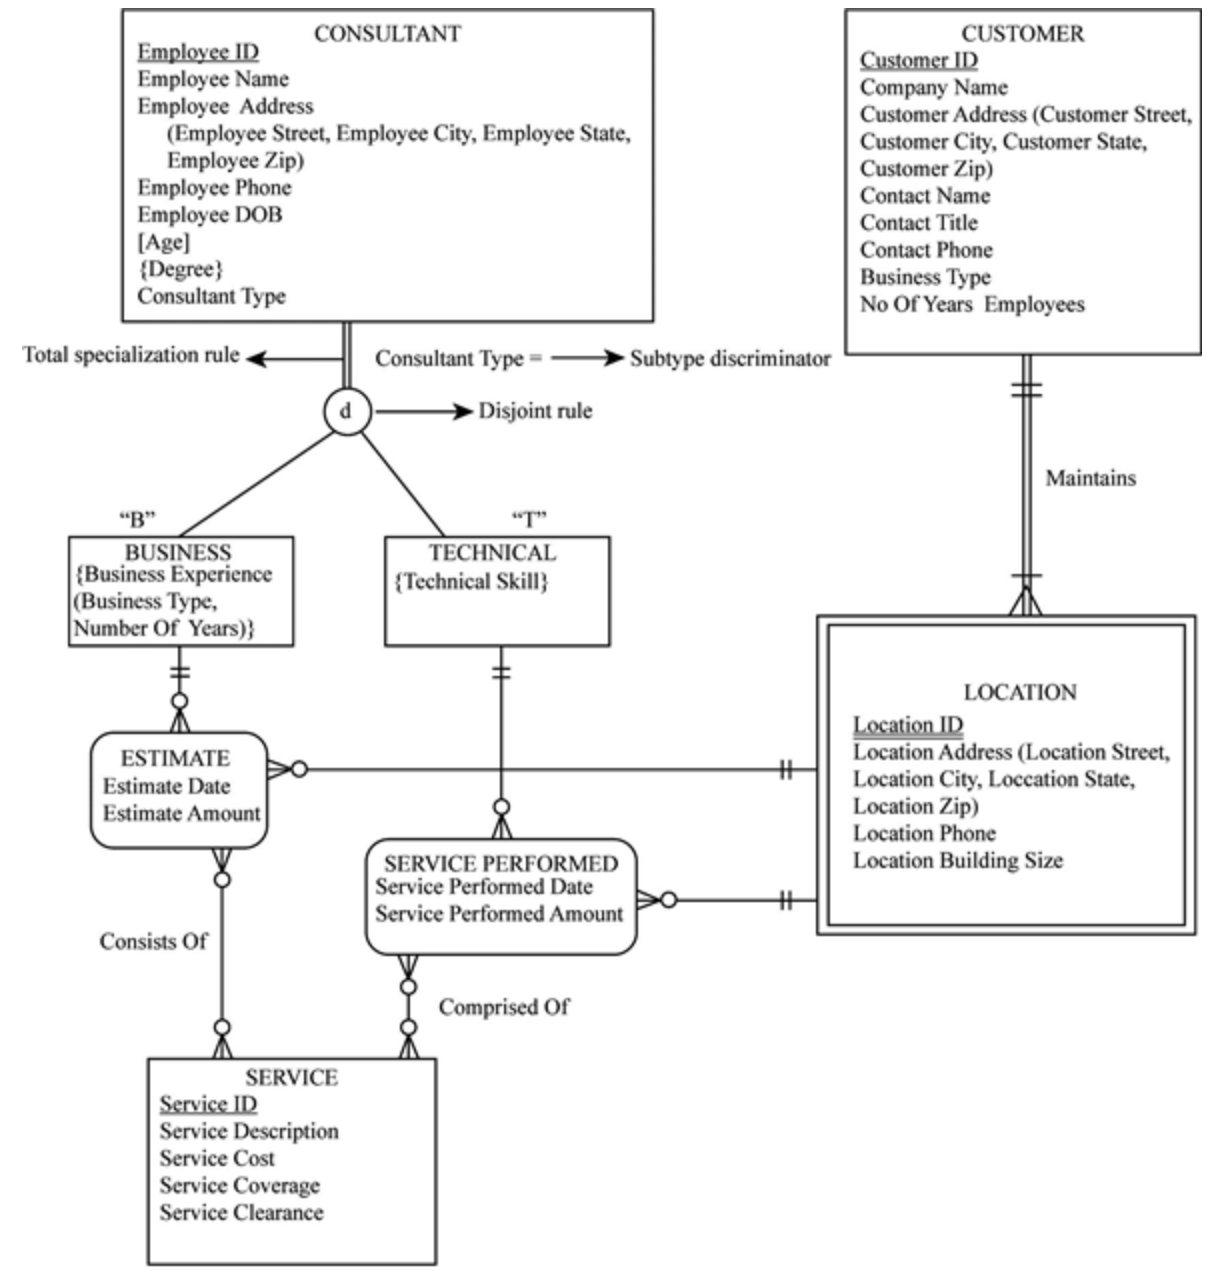 CONSULTANT
Employee ID
Employee Name
Employee Address
(Employee Street, Employee City, Employee State,
Employee Zip)
Employee Phone
Employee DOB
[Age]
{Degree}
Consultant Type
CUSTOMER
Customer ID
Company Name
Customer Address (Customer Street,
Customer City, Customer State,
Customer Zip)
Contact Name
Contact Title
Contact Phone
Business Type
No Of Years Employees
Total specialization rule
Consultant Type =
Subtype discriminator
d
Disjoint rule
Maintains
“B”
“T”
BUSINESS
{Business Experience
(Business Type,
Number Of Years)}
TECHNICAL
{Technical Skill}
LOCATION
Location ID
Location Address (Location Street,
Location City, Loccation State,
Location Zip)
Location Phone
Location Building Size
ESTIMATE
Estimate Date
Estimate Amount
SERVICE PERFORMED
Service Performed Date
Service Performed Amount
Consists Of
Comprised Of
SERVICE
Service ID
Service Description
Service Cost
Service Coverage
Service Clearance